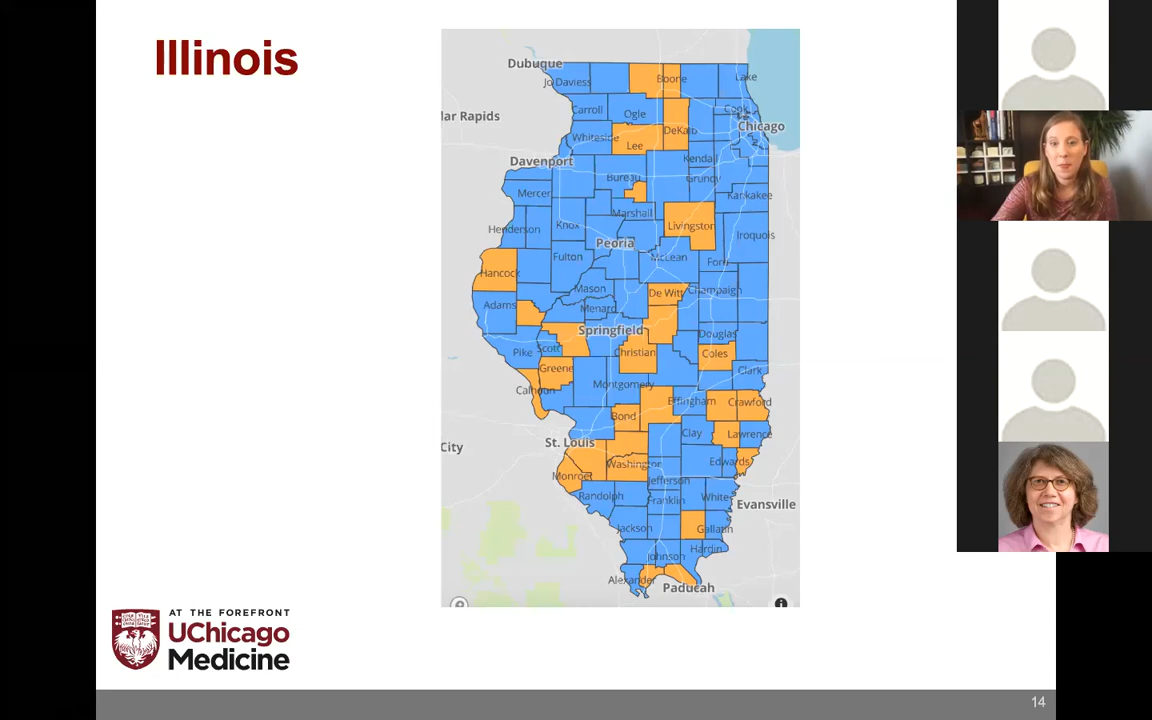 Illinois
Dubuque
Jo Daviess
Boone
Lake
dar Rapids
Carroll
Ogle
Cook
Chicago
Whiteside
Lee
DeKalb
Davenport
Kendall
Bureau
Grundy
Mercer
Kankakee
Marshall
Henderson
Knox
Livingston
Iroquois
Peoria
Fulton
McLean
Ford
Hancock
Mason
De Witt
Champaign
Adams
Menard
Springfield
Douglas
Pike
Scott
Christian
Coles
Greene
Clark
Calhoun
Montgomery
Effingham
Crawford
Bond
City
St. Louis
Clay
Lawrence
Washington
Edwards
Monroe
Jefferson
Randolph
Franklin
White
Evansville
Jackson
Gallatin
Johnson
Hardin
Alexander
Paducah
AT THE FOREFRONT
UChicago
Medicine
14